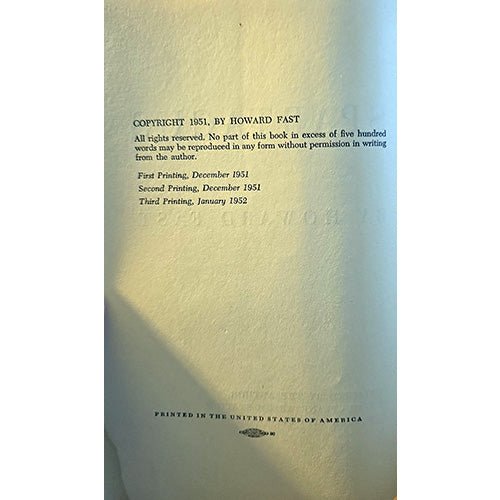 COPYRIGHT 1951, BY HOWARD FAST
All rights reserved. No part of this book in excess of five hundred
words may be reproduced in any form without permission in writing
from the author.
First Printing, December 1951
Second Printing, December 1951
Third Printing, January 1952
PRINTED IN THE UNITED STATES OF AMERICA